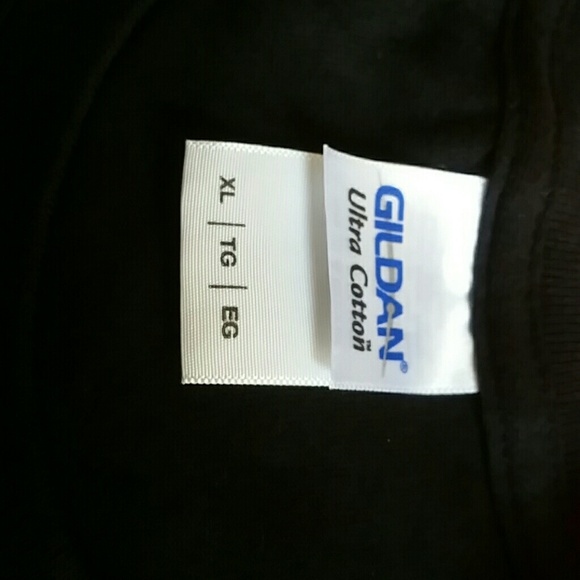 GILDAN®
Ultra Cotton™
XL | TG | EG